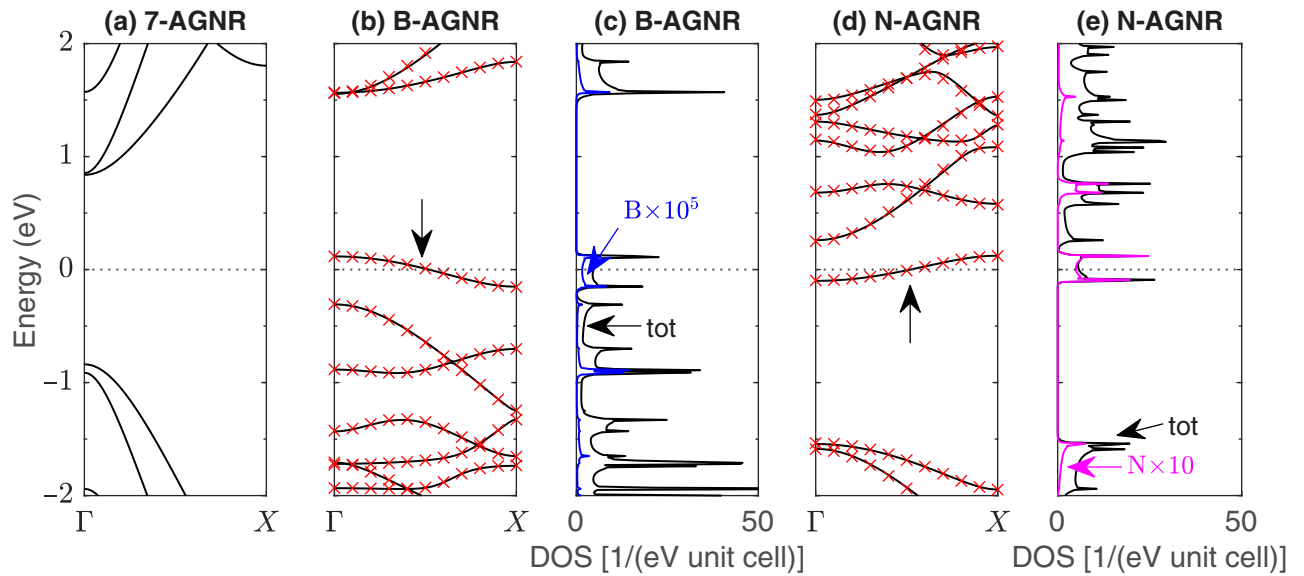 (a) 7-AGNR
(b) B-AGNR
(c) B-AGNR
(d) N-AGNR
(e) N-AGNR
Energy (eV)
2
1
0
−1
−2
Γ
X
Γ
X
B×10⁵
tot
0
50
DOS [1/(eV unit cell)]
Γ
X
tot
N×10
0
50
DOS [1/(eV unit cell)]